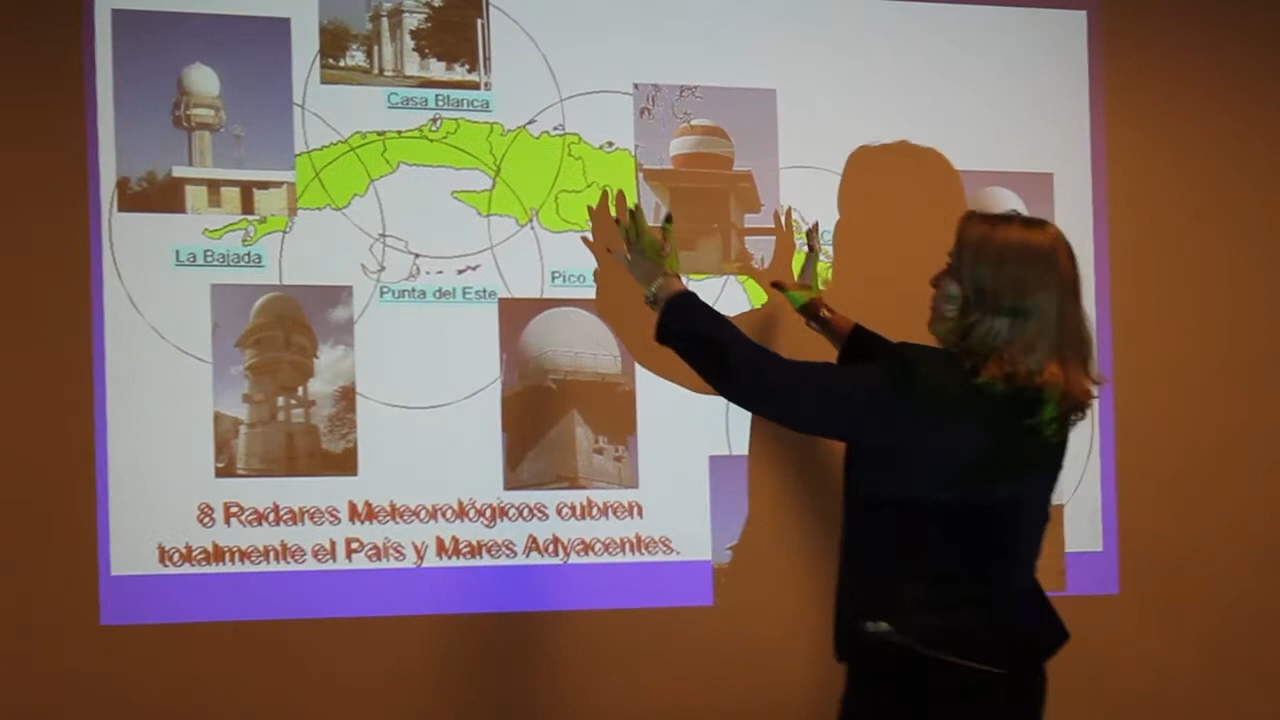 Casa Blanca
La Bajada
Punta del Este
Pico
8 Radares Meteorológicos cubren
totalmente el País y Mares Adyacentes.